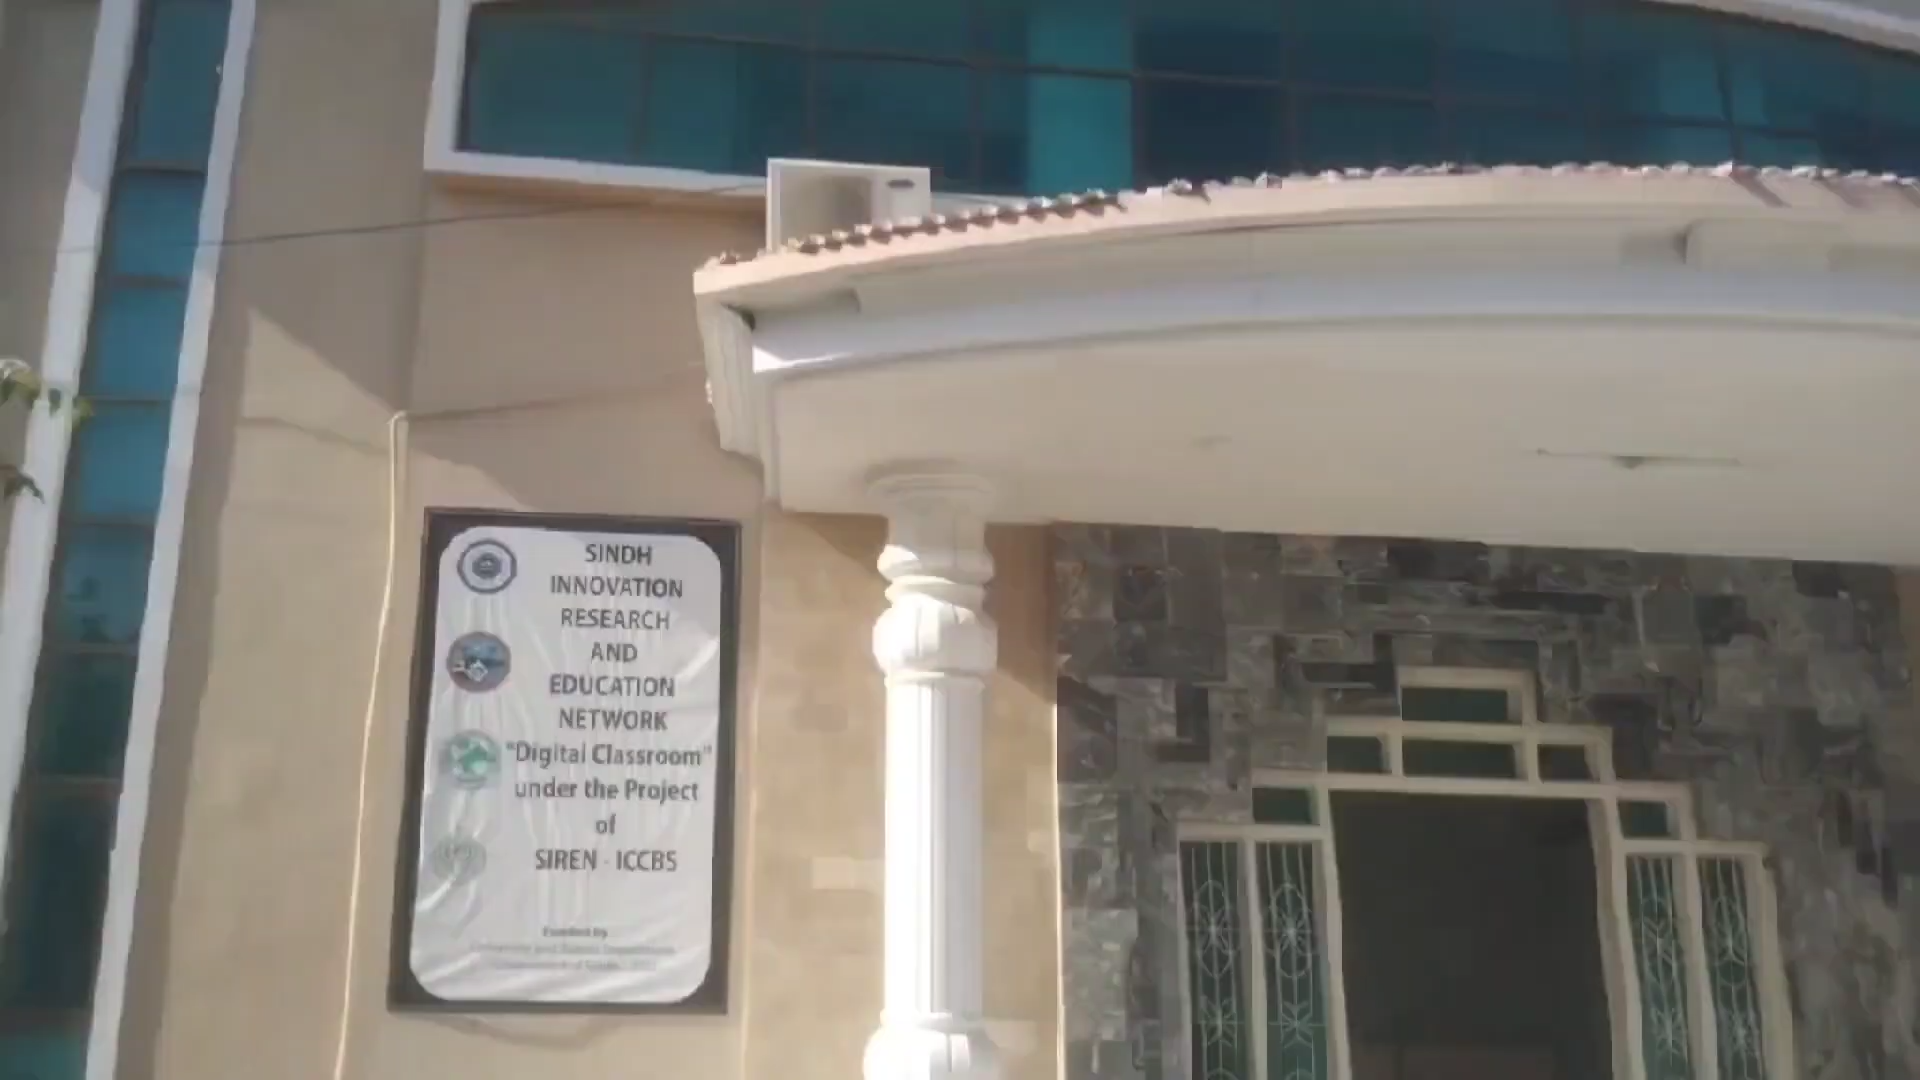 SINDH
INNOVATION
RESEARCH
AND
EDUCATION
NETWORK
"Digital Classroom"
under the Project
of
SIREN - ICCBS
Funded by